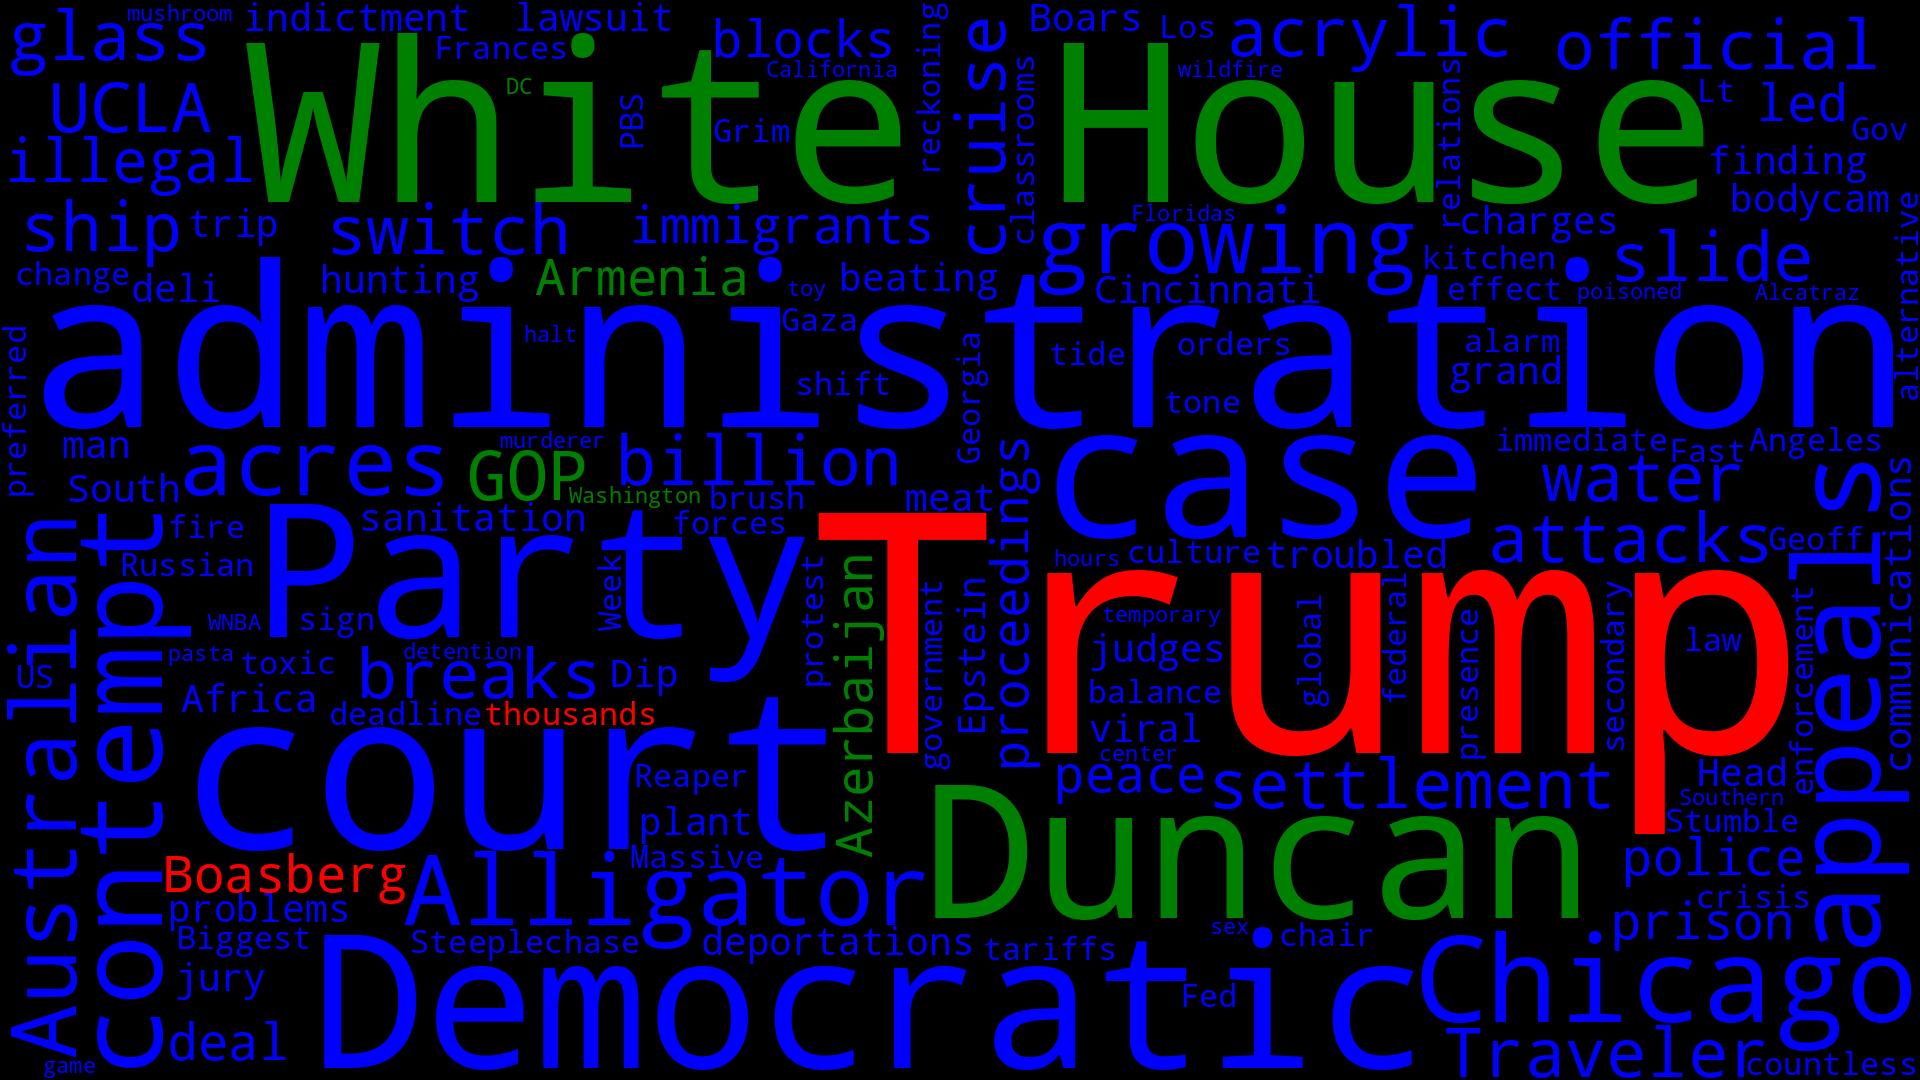 mushroom
indictment
lawsuit
glass
Frances
blocks
reckoning
Boars
Los
acrylic
official
White House
DC
California
wildfire
UCLA
PBS
Grim
cruise
classrooms
relations
Lt
led
Gov
illegal
finding
bodycam
ship
trip
switch
immigrants
Floridas
growing
charges
alternative
change
deli
hunting
Armenia
toy
beating
Cincinnati
kitchen
slide
effect
poisoned
Alcatraz
administration
halt
Gaza
shift
Georgia
tide
orders
tone
alarm
grand
preferred
man
acres
murderer
GOP
billion
case
immediate
Fast
Angeles
South
Washington
brush
meat
proceedings
water
appeals
communications
Australian
contempt
fire
Party
sanitation
forces
Trump
hours
culture
troubled
attacks
Geoff
Russian
Week
protest
Azerbaijan
government
Epstein
temporary
global
federal
presence
secondary
law
enforcement
WNBA
sign
judges
US
pasta
toxic
detention
breaks
Dip
balance
Africa
deadline
thousands
viral
center
court
Reaper
peace
settlement
Head
Southern
plant
Duncan
Stumble
Massive
police
Boasberg
Alligator
crisis
problems
prison
Biggest
Steeplechase
deportations
tariffs
sex
chair
jury
Democratic
Fed
Chicago
deal
Traveler
countless
game